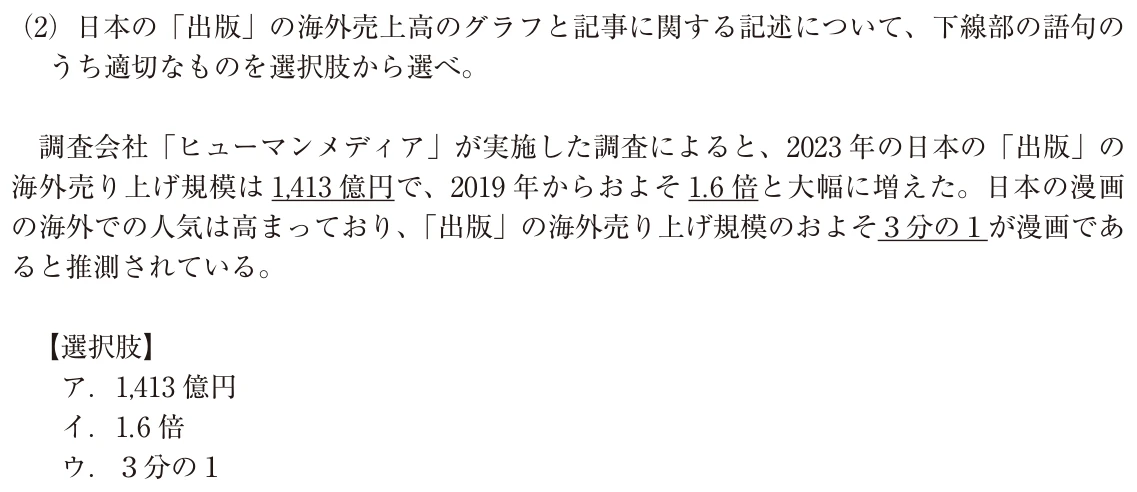 (2) 日本の「出版」の海外売上高のグラフと記事に関する記述について、下線部の語句の
うち適切なものを選択肢から選べ。
調査会社「ヒューマンメディア」が実施した調査によると、2023年の日本の「出版」の
海外売り上げ規模は1,413億円で、2019年からおよそ1.6倍と大幅に増えた。日本の漫画
の海外での人気は高まっており、「出版」の海外売り上げ規模のおよそ3分の1が漫画であ
ると推測されている。
【選択肢】
ア. 1,413億円
イ. 1.6倍
ウ. 3分の1